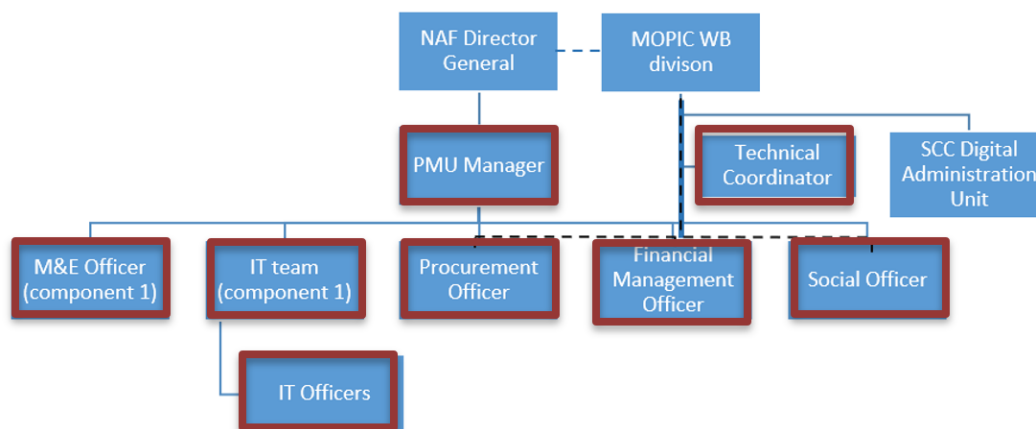 NAF Director
General
MOPIC WB
divison
PMU Manager
Technical
Coordinator
SCC Digital
Administration
Unit
M&E Officer
(component 1)
IT team
(component 1)
Procurement
Officer
Financial
Management
Officer
Social Officer
IT Officers